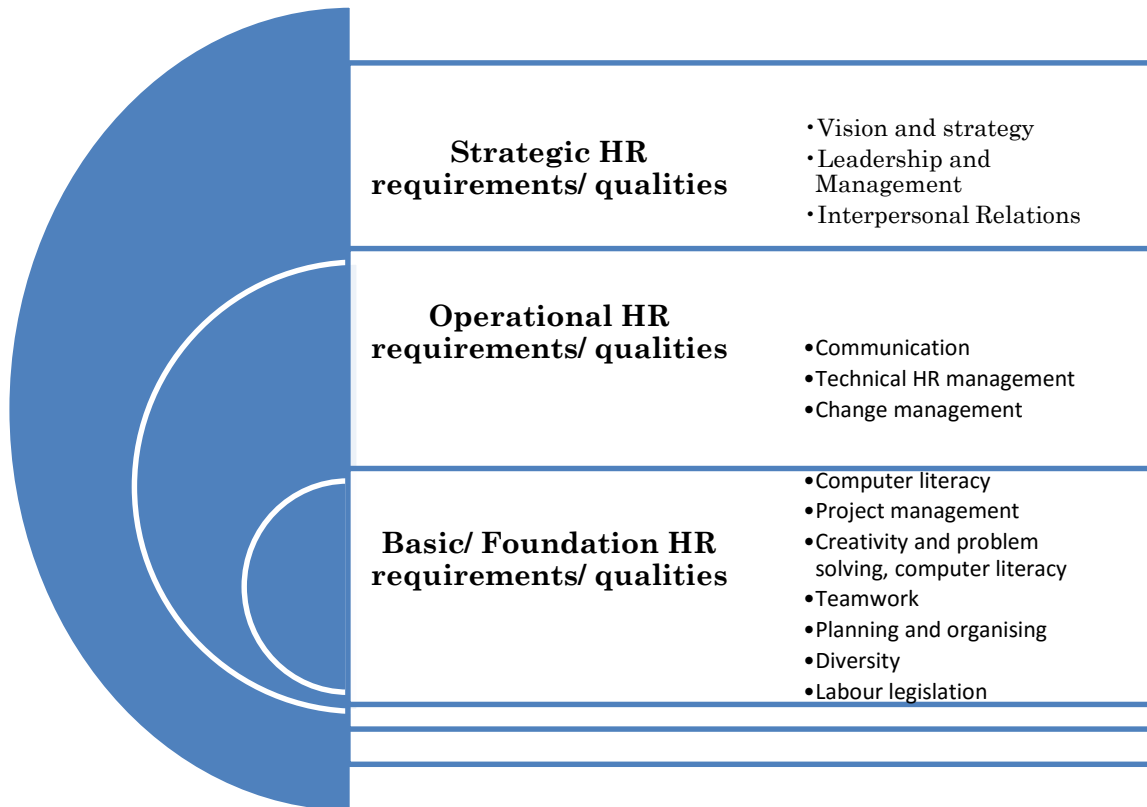 Strategic HR
requirements/ qualities
•Vision and strategy
•Leadership and
Management
•Interpersonal Relations
Operational HR
requirements/ qualities
•Communication
•Technical HR management
•Change management
Basic/ Foundation HR
requirements/ qualities
•Computer literacy
•Project management
•Creativity and problem
solving, computer literacy
•Teamwork
•Planning and organising
•Diversity
•Labour legislation